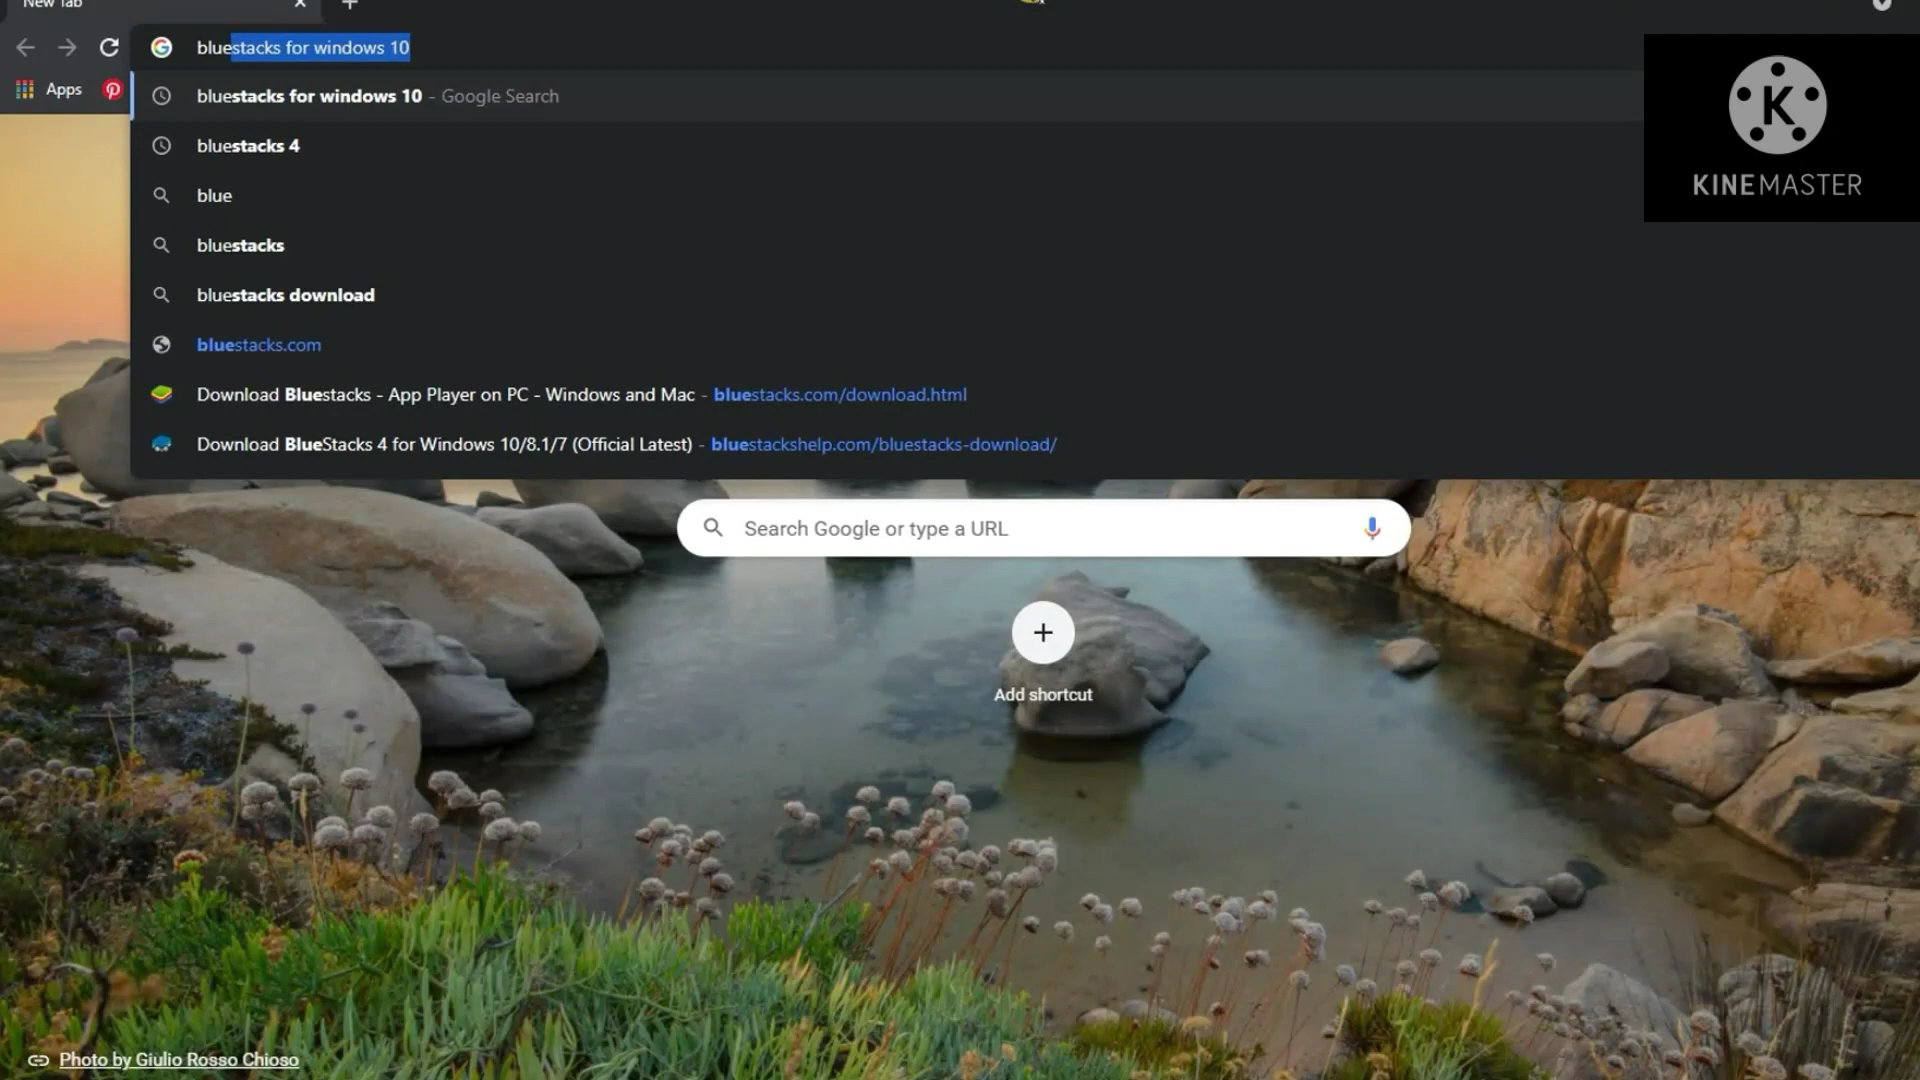 New Tab
bluestacks for windows 10
Apps
bluestacks for windows 10 - Google Search
bluestacks 4
blue
bluestacks
bluestacks download
bluestacks.com
Download Bluestacks - App Player on PC - Windows and Mac - bluestacks.com/download.html
Download BlueStacks 4 for Windows 10/8.1/7 (Official Latest) - bluestackshelp.com/bluestacks-download/
K
KINEMASTER
Search Google or type a URL
Add shortcut
Photo by Giulio Rosso Chioso